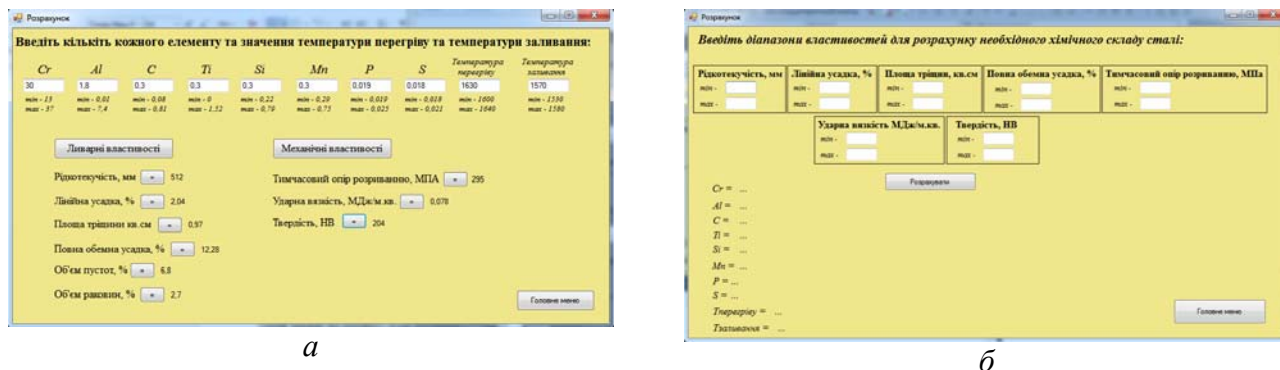 Розрахунок
Введіть кількіть кожного елементу та значення температури перегріву та температури заливання:
Cr Al C Ti Si Mn P S Температура перегріву Температура заливання
30 1.8 0.3 0.3 0.3 0.3 0,019 0.018 1630 1570
min - 13 min - 0,01 min - 0,08 min - 0 min - 0,22 min - 0,20 min - 0,019 min - 0,018 min - 1600 min - 1530
max - 37 max - 7,4 max - 0,81 max - 1,52 max - 0,79 max - 0,75 max - 0,025 max - 0,021 max - 1640 max - 1580
Ливарні властивості Механічні властивості
Рідкотекучість, мм = 512
Тимчасовий опір розриванню, МПА = 295
Лінійна усадка, % = 2,04
Ударна вязкість, МДж/м.кв. = 0,078
Площа тріщини кв.см = 0,97
Твердість, НВ = 204
Повна обемна усадка, % = 12,28
Об'єм пустот, % = 6,8
Об'єм раковин, % = 2,7
Головне меню
а
Розрахунок
Введіть діапазони властивостей для розрахунку необхідного хімічного складу сталі:
Рідкотекучість, мм Лінійна усадка, % Площа тріщин, кв.см Повна обемна усадка, % Тимчасовий опір розриванню, МПа
min - min - min - min - min -
max - max - max - max - max -
Ударна вязкість МДж/м.кв. Твердість, НВ
min - min -
max - max -
Розрахувати
Cr = ...
Al = ...
C = ...
Ti = ...
Si = ...
Mn = ...
P = ...
S = ...
Тперегріву = ...
Тзаливання = ...
Головне меню
б